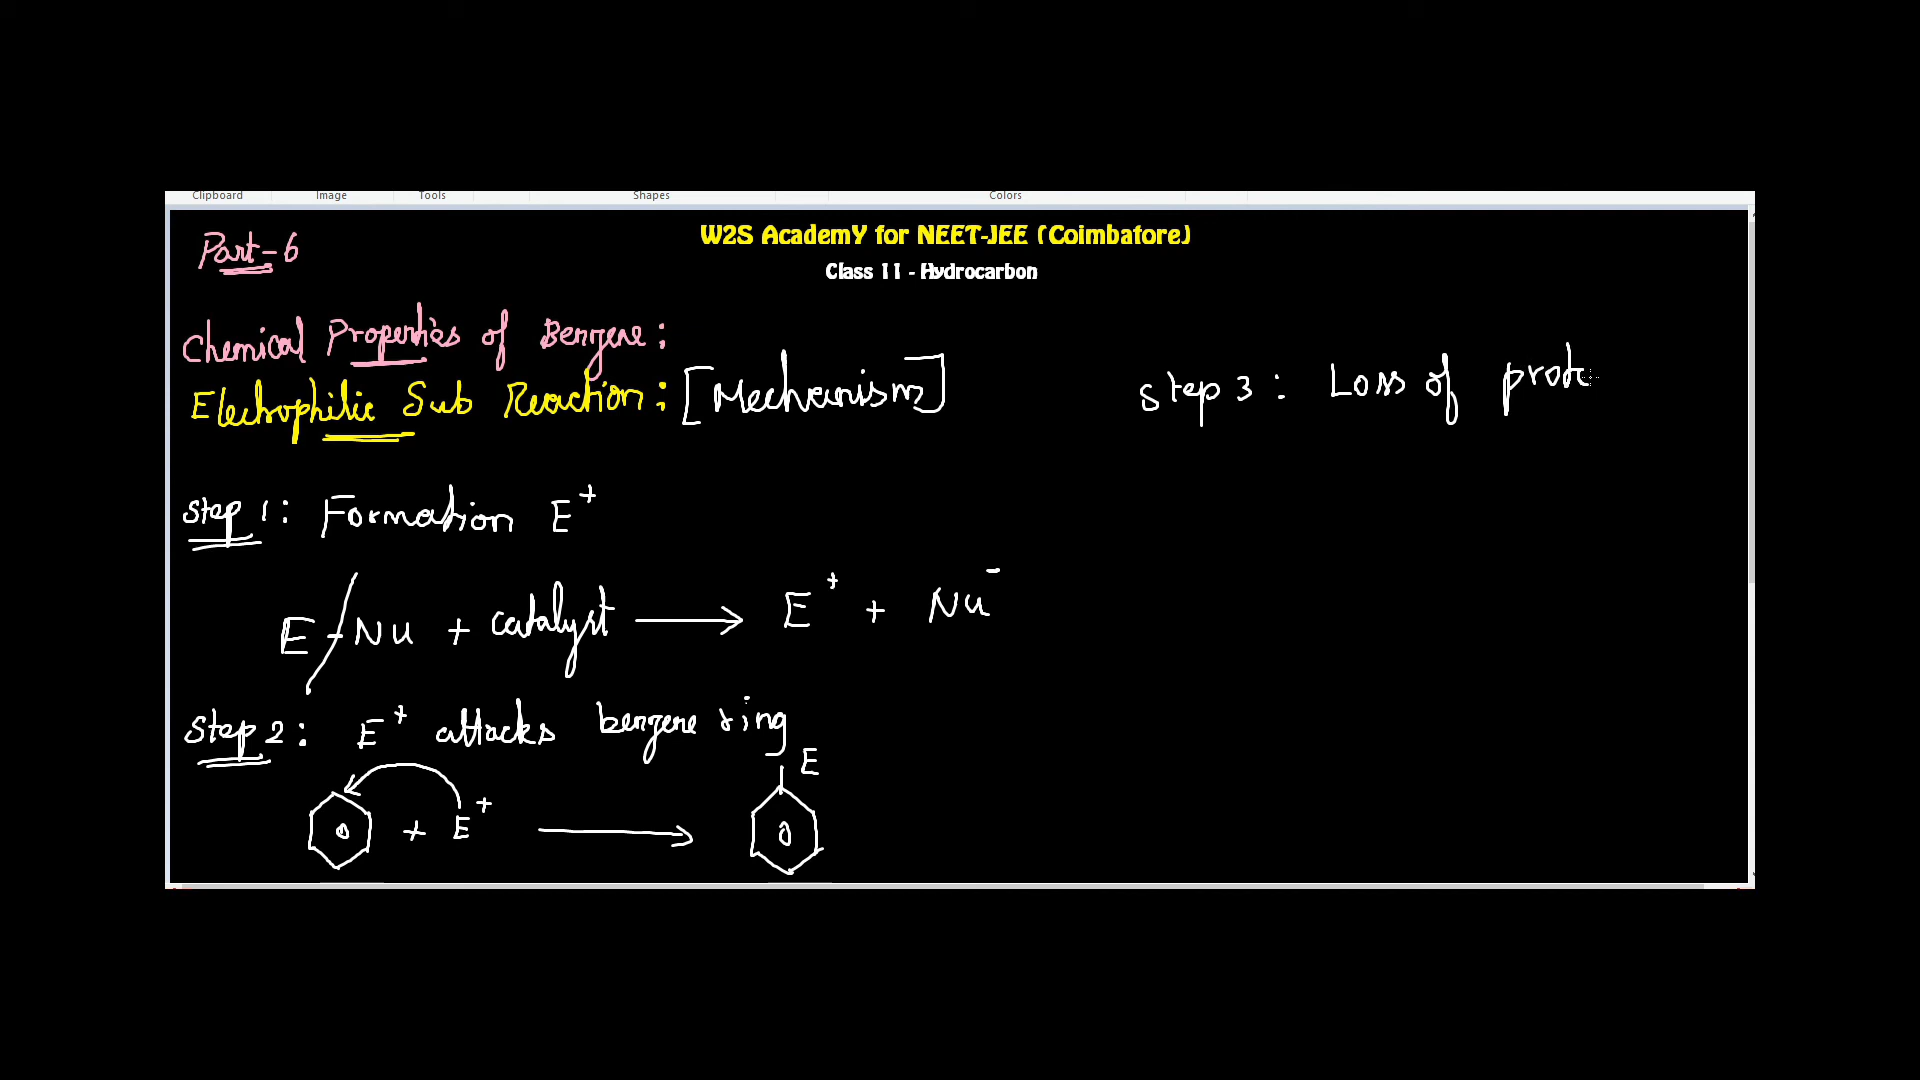 Clipboard Image Tools Shapes Colors
W2S AcademY for NEET-JEE (Coimbatore)
Part-6
Class 11 - Hydrocarbon
Chemical Properties of Benzene:
Electrophilic Sub Reaction: [Mechanism]
Step 3: Loss of prot
Step 1: Formation E⁺
E-Nu + catalyst ⟶ E⁺ + Nu⁻
Step 2: E⁺ attacks benzene ring
E
+ E⁺ ⟶